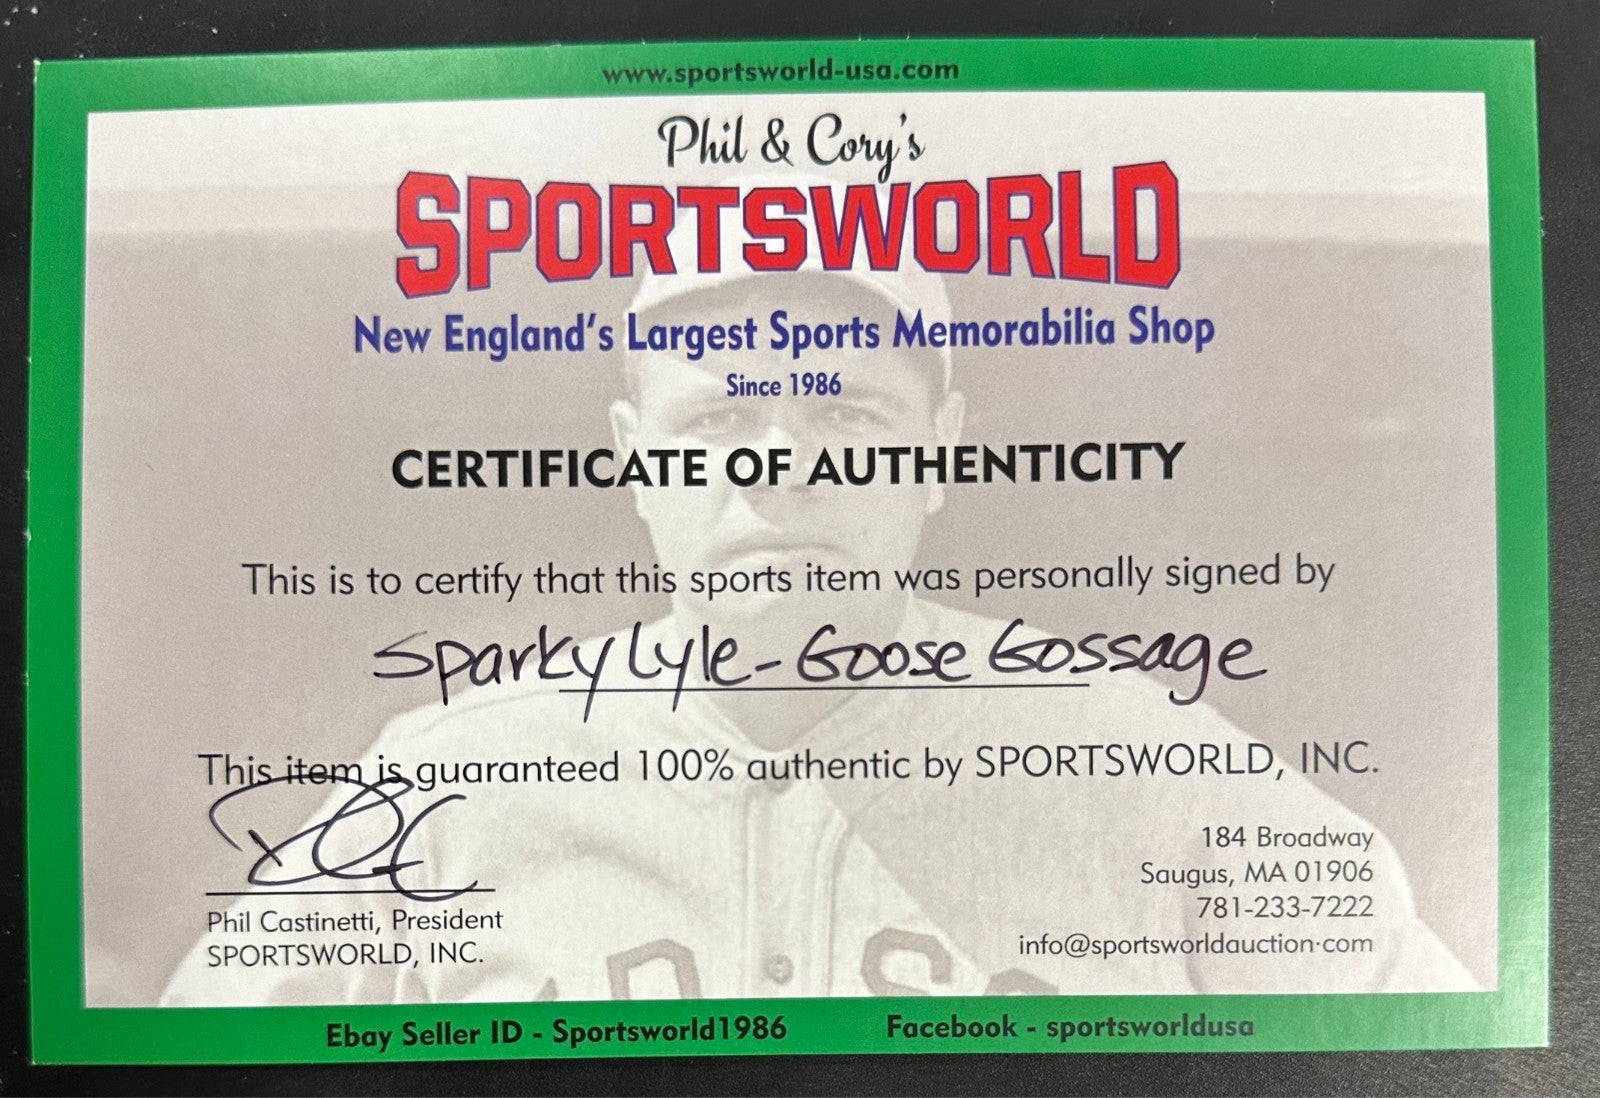 www.sportsworld-usa.com
Phil & Cory's
SPORTSWORLD
New England's Largest Sports Memorabilia Shop
Since 1986
CERTIFICATE OF AUTHENTICITY
This is to certify that this sports item was personally signed by
Sparky Lyle - Goose Gossage
This item is guaranteed 100% authentic by SPORTSWORLD, INC.
184 Broadway
Saugus, MA 01906
781-233-7222
info@sportsworldauction·com
Phil Castinetti, President
SPORTSWORLD, INC.
Ebay Seller ID - Sportsworld1986
Facebook - sportsworldusa